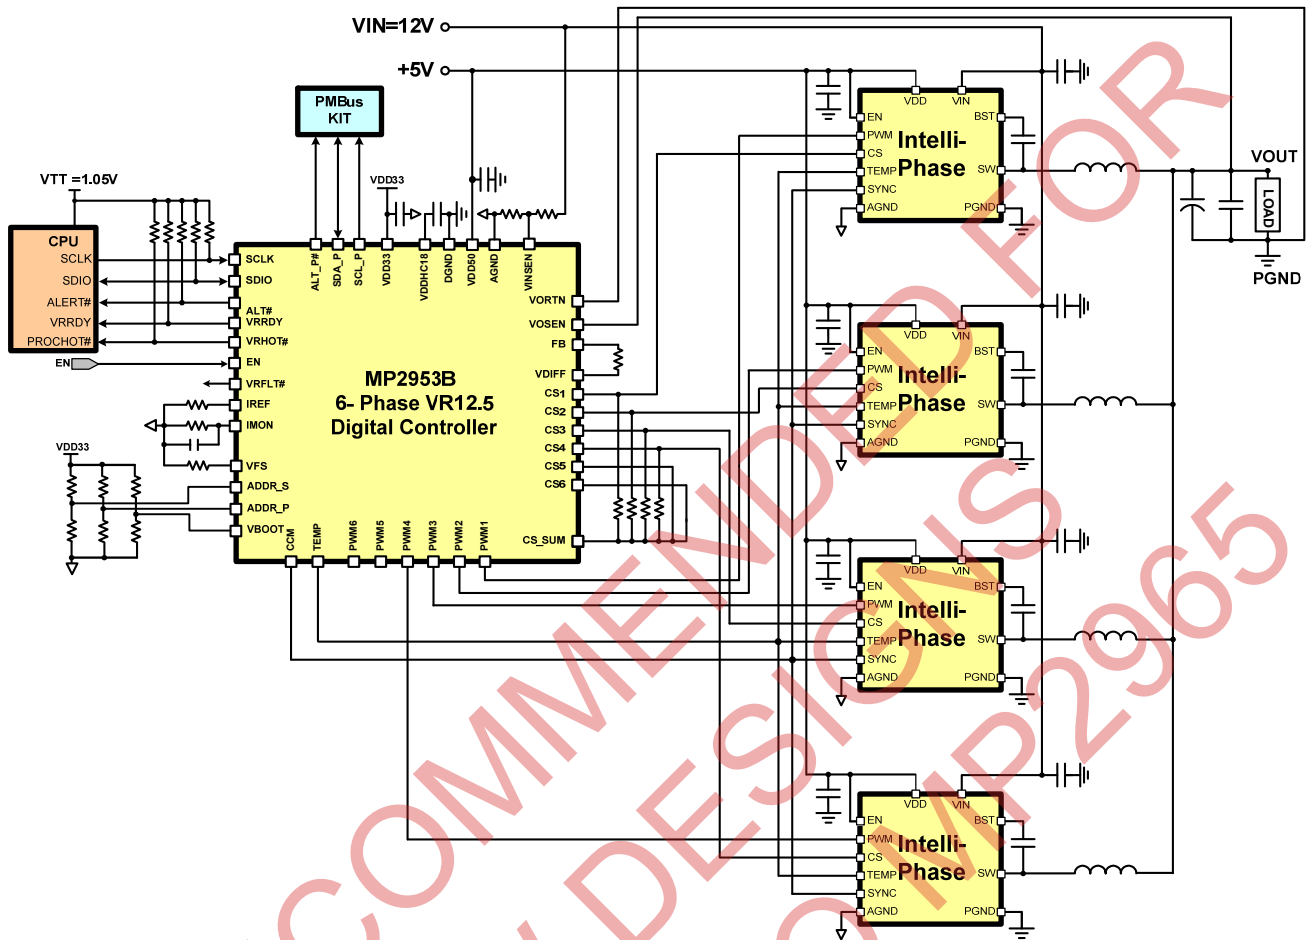 VIN=12V
+5V
PMBus
KIT
VTT =1.05V
VDD33
CPU
SCLK
SDIO
ALERT#
VRRDY
PROCHOT#
EN
VDD33
ALT_P#
SDA_P
SCL_P
VDD33
VDDHC18
DGND
VDD50
AGND
VINSEN
SCLK
SDIO
ALT#
VRRDY
VRHOT#
EN
VRFLT#
IREF
IMON
VFS
ADDR_S
ADDR_P
VBOOT
MP2953B
6- Phase VR12.5
Digital Controller
VORTN
VOSEN
FB
VDIFF
CS1
CS2
CS3
CS4
CS5
CS6
CS_SUM
CCM
TEMP
PWM6
PWM5
PWM4
PWM3
PWM2
PWM1
VDD
VIN
EN
PWM
CS
TEMP
SYNC
AGND
Intelli-
Phase
BST
SW
PGND
VOUT
LOAD
PGND
VDD
VIN
EN
PWM
CS
TEMP
SYNC
AGND
Intelli-
Phase
BST
SW
PGND
VDD
VIN
EN
PWM
CS
TEMP
SYNC
AGND
Intelli-
Phase
BST
SW
PGND
VDD
VIN
EN
PWM
CS
TEMP
SYNC
AGND
Intelli-
Phase
BST
SW
PGND
COMMENDED FOR
DESIGNS
O MP2965